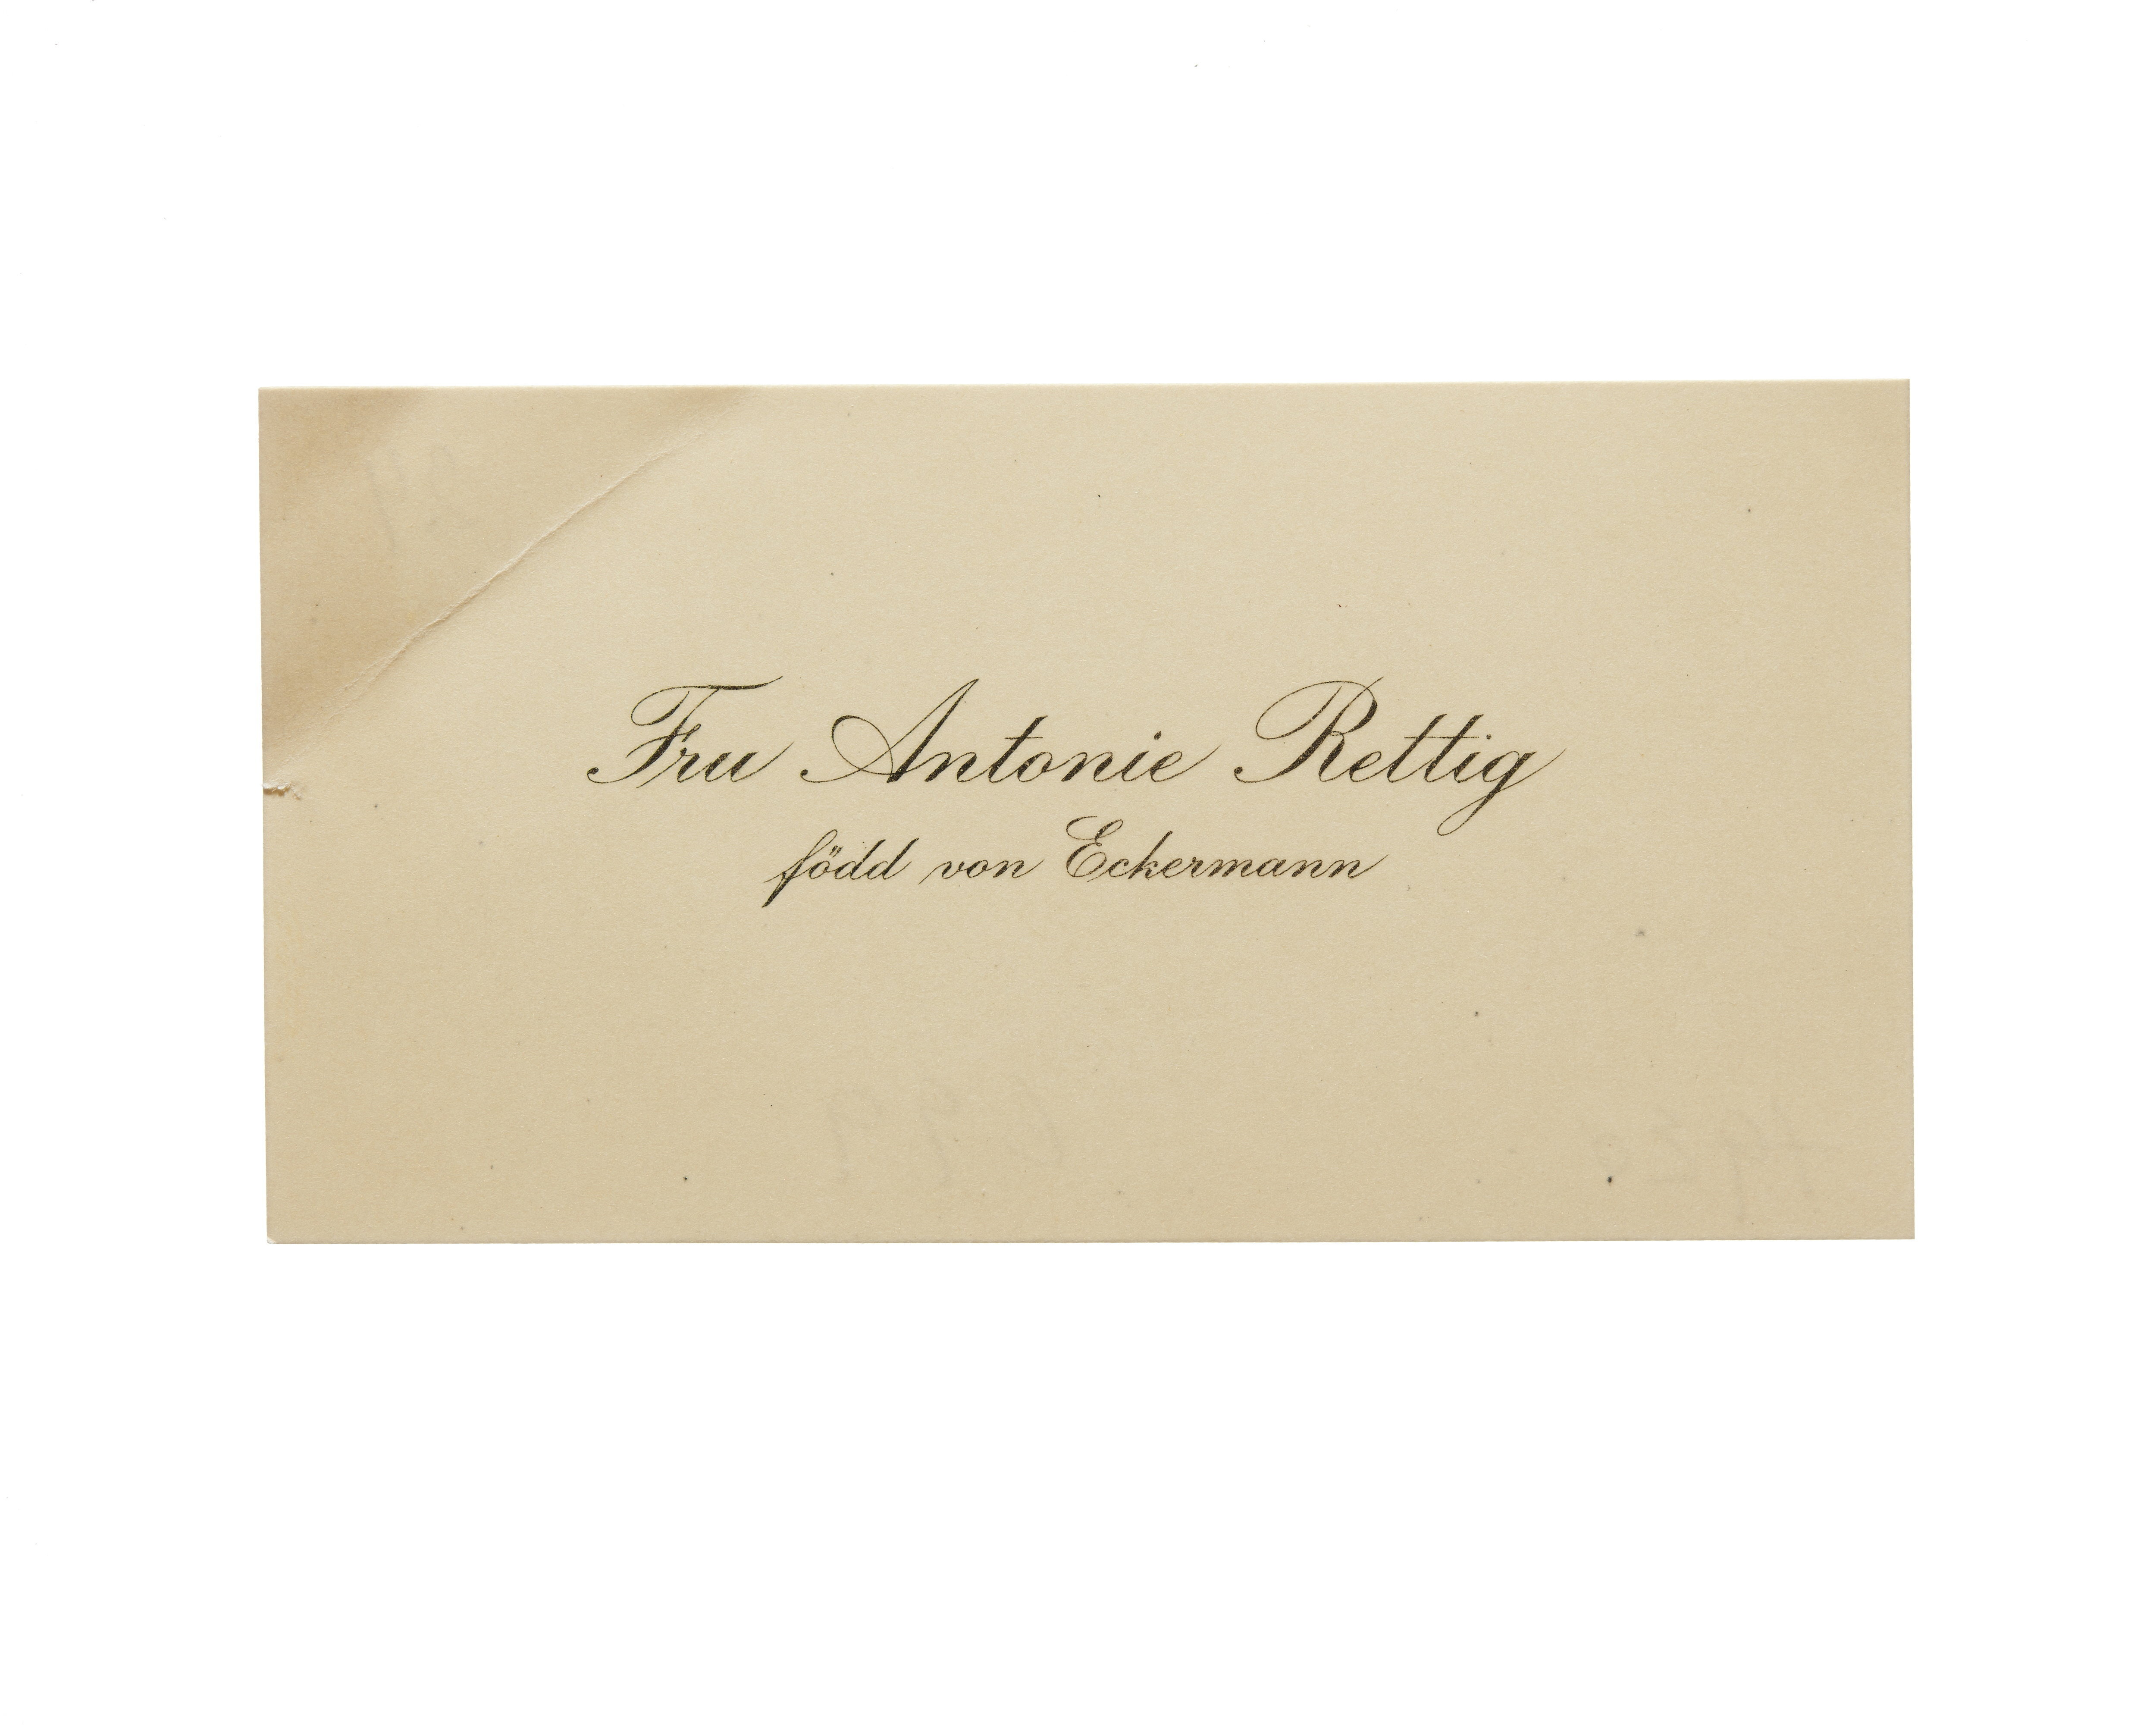 Fru Antonie Rettig
född von Eckermann